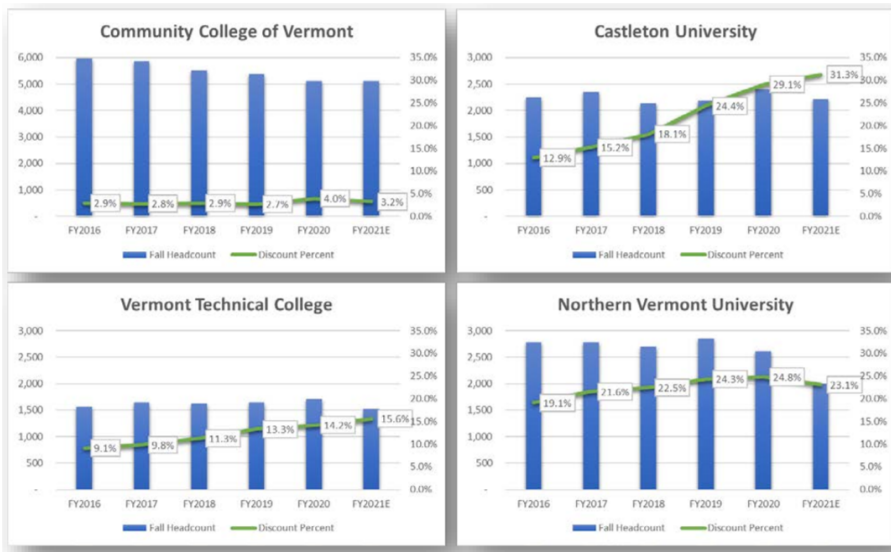 Community College of Vermont
6,000 35.0%
5,000 30.0%
4,000 25.0%
3,000 20.0%
2,000 15.0%
1,000 10.0%
- 5.0%
0.0%
2.9% 2.8% 2.9% 2.7% 4.0% 3.2%
FY2016 FY2017 FY2018 FY2019 FY2020 FY2021E
Fall Headcount Discount Percent
Castleton University
3,000 35.0%
2,500 30.0%
2,000 25.0%
1,500 20.0%
1,000 15.0%
500 10.0%
- 5.0%
0.0%
12.9% 15.2% 18.1% 24.4% 29.1% 31.3%
FY2016 FY2017 FY2018 FY2019 FY2020 FY2021E
Fall Headcount Discount Percent
Vermont Technical College
3,000 35.0%
2,500 30.0%
2,000 25.0%
1,500 20.0%
1,000 15.0%
500 10.0%
- 5.0%
0.0%
9.1% 9.8% 11.3% 13.3% 14.2% 15.6%
FY2016 FY2017 FY2018 FY2019 FY2020 FY2021E
Fall Headcount Discount Percent
Northern Vermont University
3,000 35.0%
2,500 30.0%
2,000 25.0%
1,500 20.0%
1,000 15.0%
500 10.0%
- 5.0%
0.0%
19.1% 21.6% 22.5% 24.3% 24.8% 23.1%
FY2016 FY2017 FY2018 FY2019 FY2020 FY2021E
Fall Headcount Discount Percent